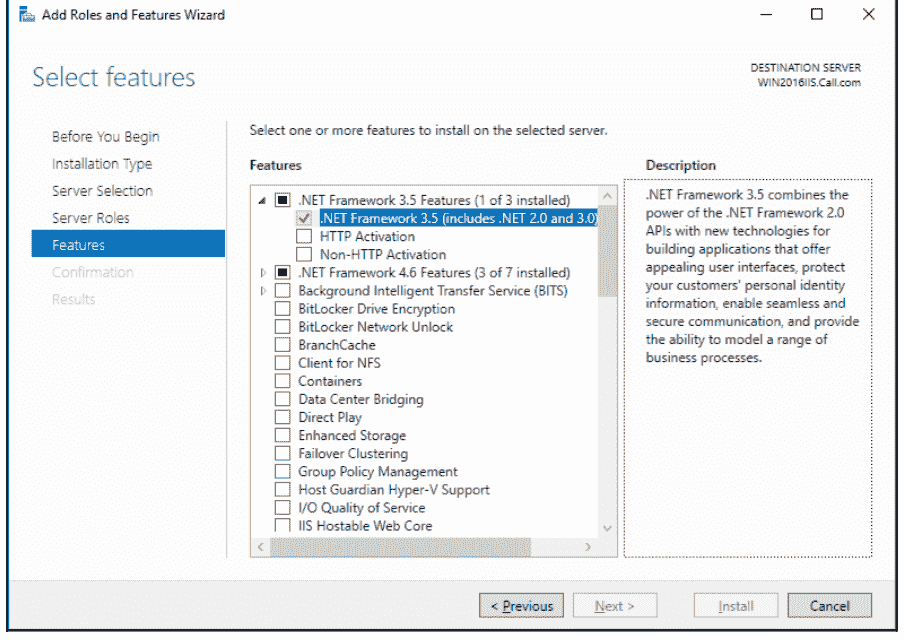 Add Roles and Features Wizard
Select features
DESTINATION SERVER
WIN2016IIS.Call.com
Before You Begin
Installation Type
Server Selection
Server Roles
Features
Confirmation
Results
Select one or more features to install on the selected server.
Features
.NET Framework 3.5 Features (1 of 3 installed)
.NET Framework 3.5 (includes .NET 2.0 and 3.0)
HTTP Activation
Non-HTTP Activation
.NET Framework 4.6 Features (3 of 7 installed)
Background Intelligent Transfer Service (BITS)
BitLocker Drive Encryption
BitLocker Network Unlock
BranchCache
Client for NFS
Containers
Data Center Bridging
Direct Play
Enhanced Storage
Failover Clustering
Group Policy Management
Host Guardian Hyper-V Support
I/O Quality of Service
IIS Hostable Web Core
Description
.NET Framework 3.5 combines the
power of the .NET Framework 2.0
APIs with new technologies for
building applications that offer
appealing user interfaces, protect
your customers' personal identity
information, enable seamless and
secure communication, and provide
the ability to model a range of
business processes.
< Previous
Next >
Install
Cancel